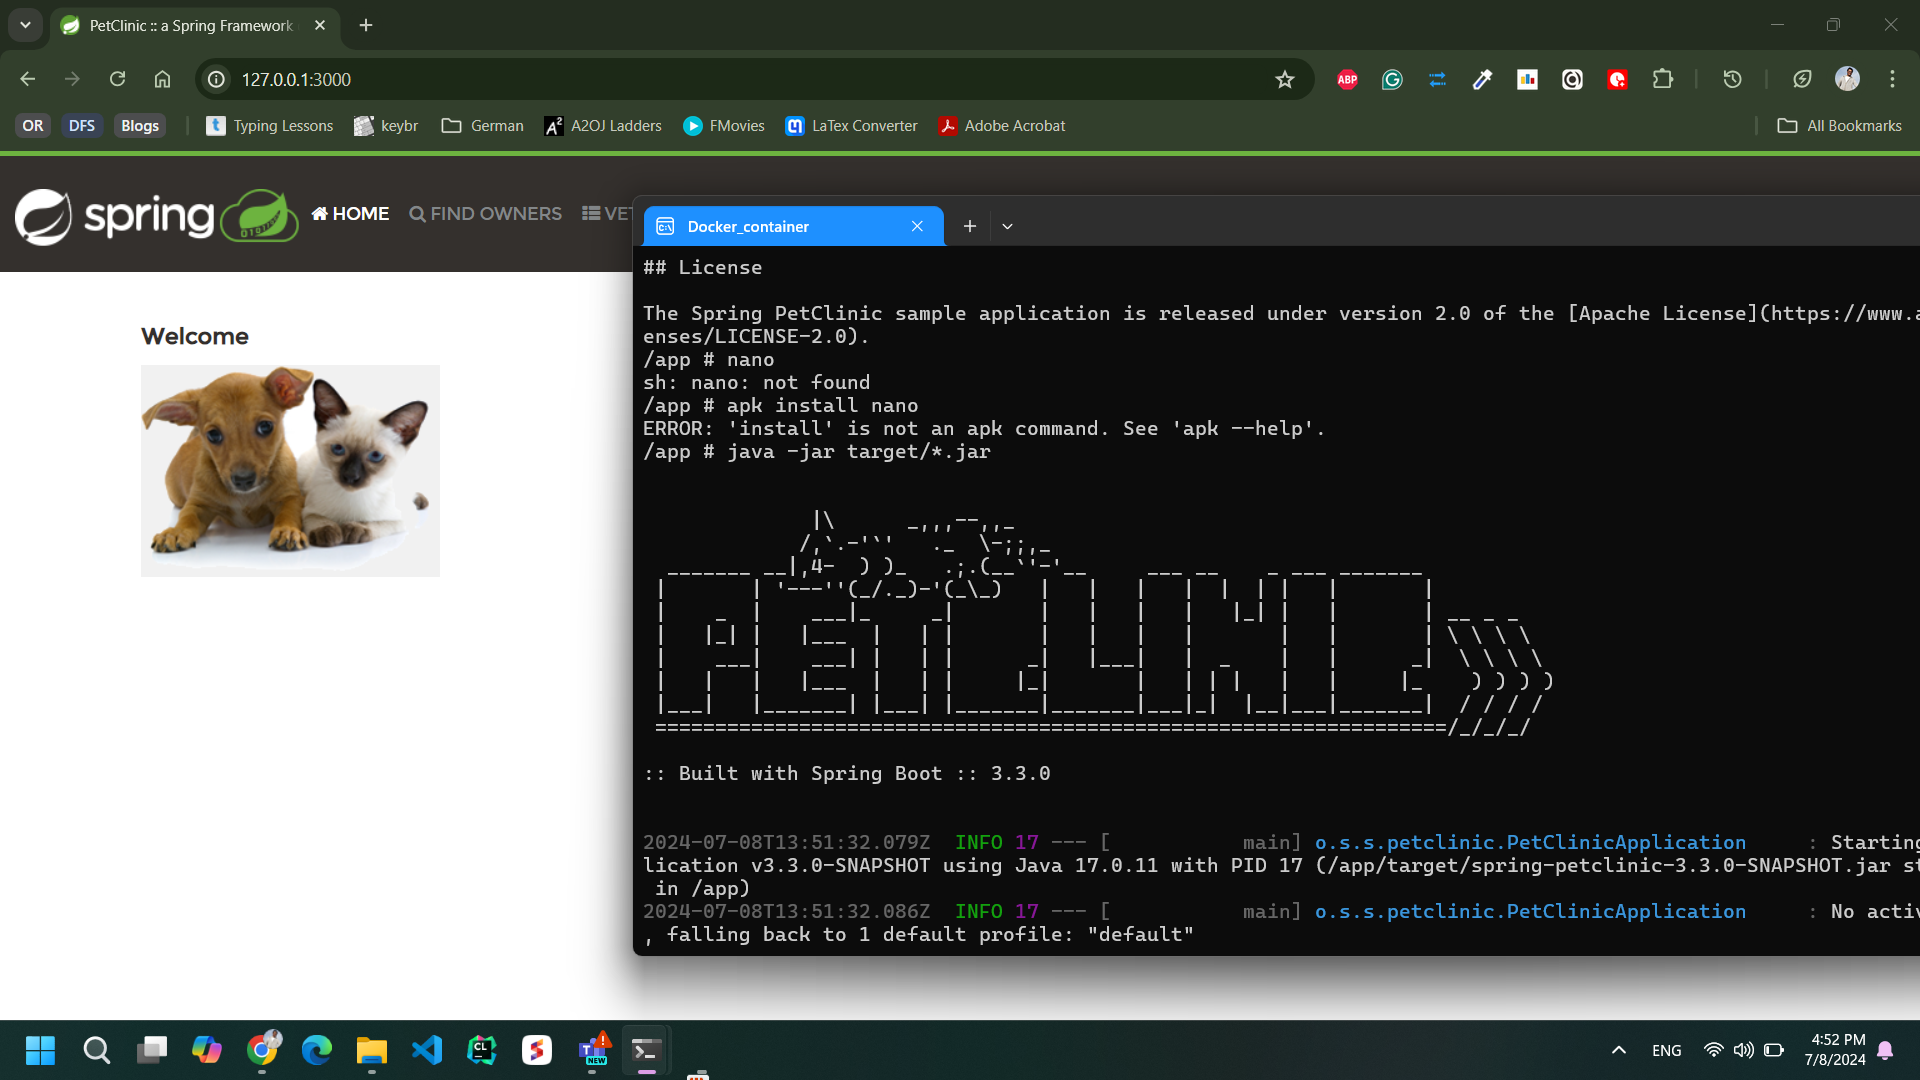 PetClinic :: a Spring Framework
127.0.0.1:3000
ABP
OR
DFS
Blogs
Typing Lessons
keybr
German
A2OJ Ladders
FMovies
LaTex Converter
Adobe Acrobat
All Bookmarks
spring
HOME
FIND OWNERS
VET
Welcome
Docker_container
## License
The Spring PetClinic sample application is released under version 2.0 of the [Apache License](https://www.a
enses/LICENSE-2.0).
/app # nano
sh: nano: not found
/app # apk install nano
ERROR: 'install' is not an apk command. See 'apk --help'.
/app # java -jar target/*.jar
PETCLINIC
:: Built with Spring Boot :: 3.3.0
2024-07-08T13:51:32.079Z  INFO 17 --- [           main] o.s.s.petclinic.PetClinicApplication     : Starting
lication v3.3.0-SNAPSHOT using Java 17.0.11 with PID 17 (/app/target/spring-petclinic-3.3.0-SNAPSHOT.jar st
in /app)
2024-07-08T13:51:32.086Z  INFO 17 --- [           main] o.s.s.petclinic.PetClinicApplication     : No activ
, falling back to 1 default profile: "default"
CL
NEW
ENG
4:52 PM
7/8/2024